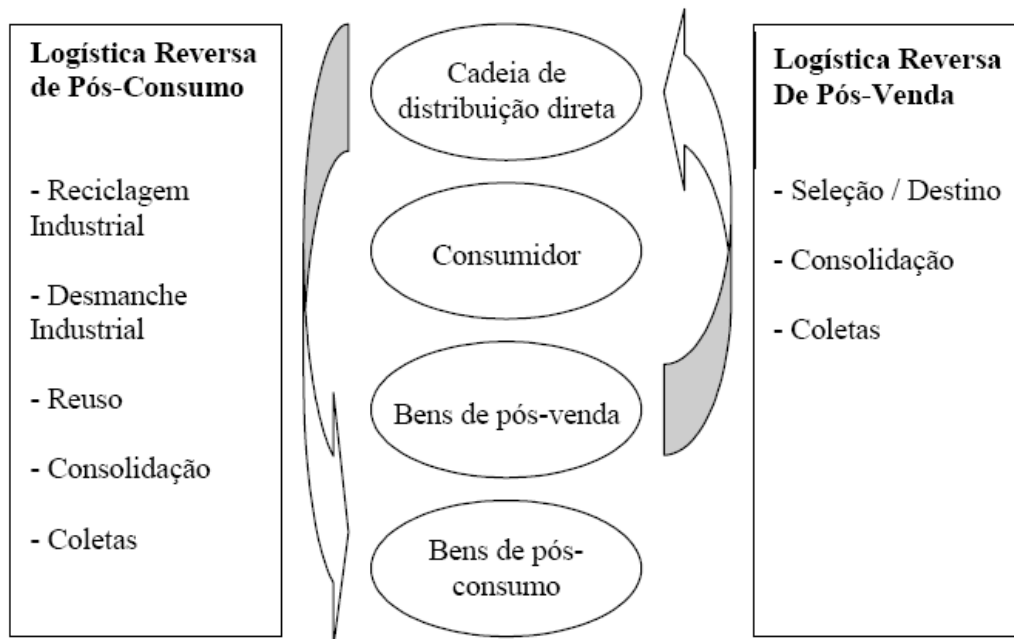 Logística Reversa
de Pós-Consumo
- Reciclagem
Industrial
- Desmanche
Industrial
- Reuso
- Consolidação
- Coletas
Cadeia de
distribuição direta
Consumidor
Bens de pós-venda
Bens de pós-
consumo
Logística Reversa
De Pós-Venda
- Seleção / Destino
- Consolidação
- Coletas